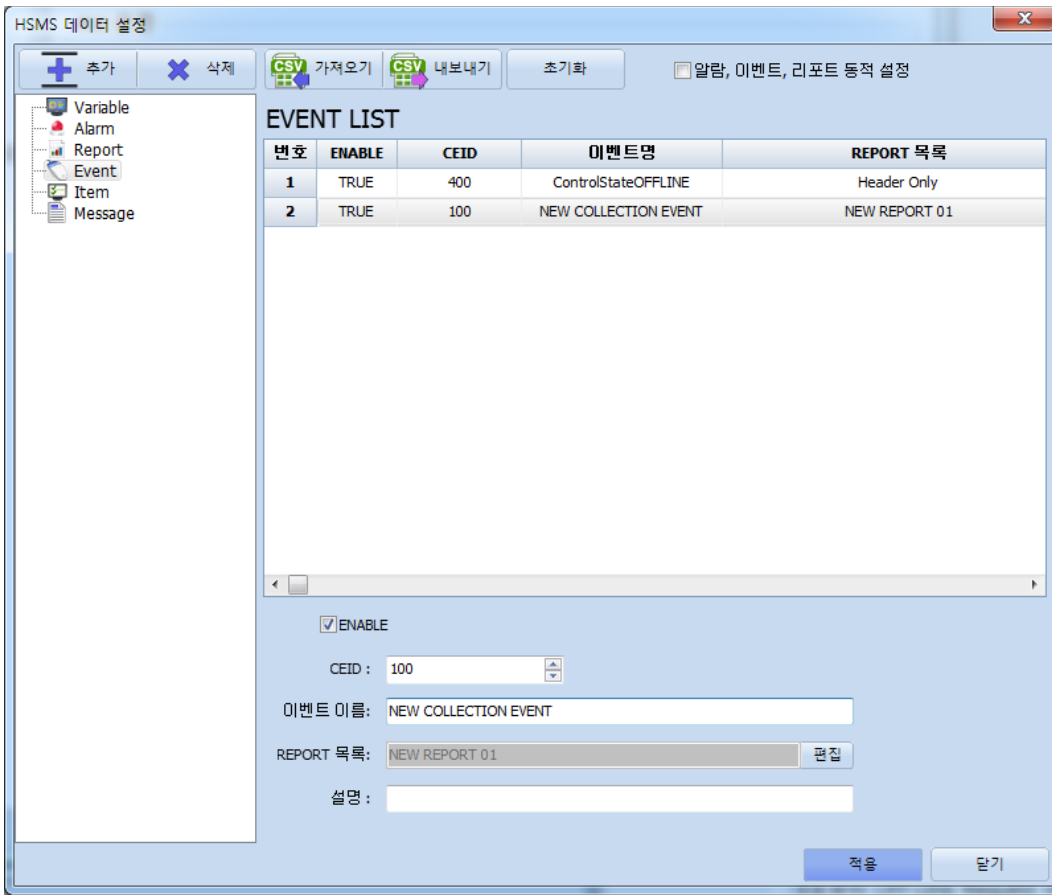 HSMS 데이터 설정
추가 삭제 CSV 가져오기 CSV 내보내기 초기화 알람, 이벤트, 리포트 동적 설정
Variable
Alarm
Report
Event
Item
Message
EVENT LIST
번호 ENABLE CEID 이벤트명 REPORT 목록
1 TRUE 400 ControlStateOFFLINE Header Only
2 TRUE 100 NEW COLLECTION EVENT NEW REPORT 01
ENABLE
CEID : 100
이벤트 이름: NEW COLLECTION EVENT
REPORT 목록: NEW REPORT 01 편집
설명 :
적용 닫기